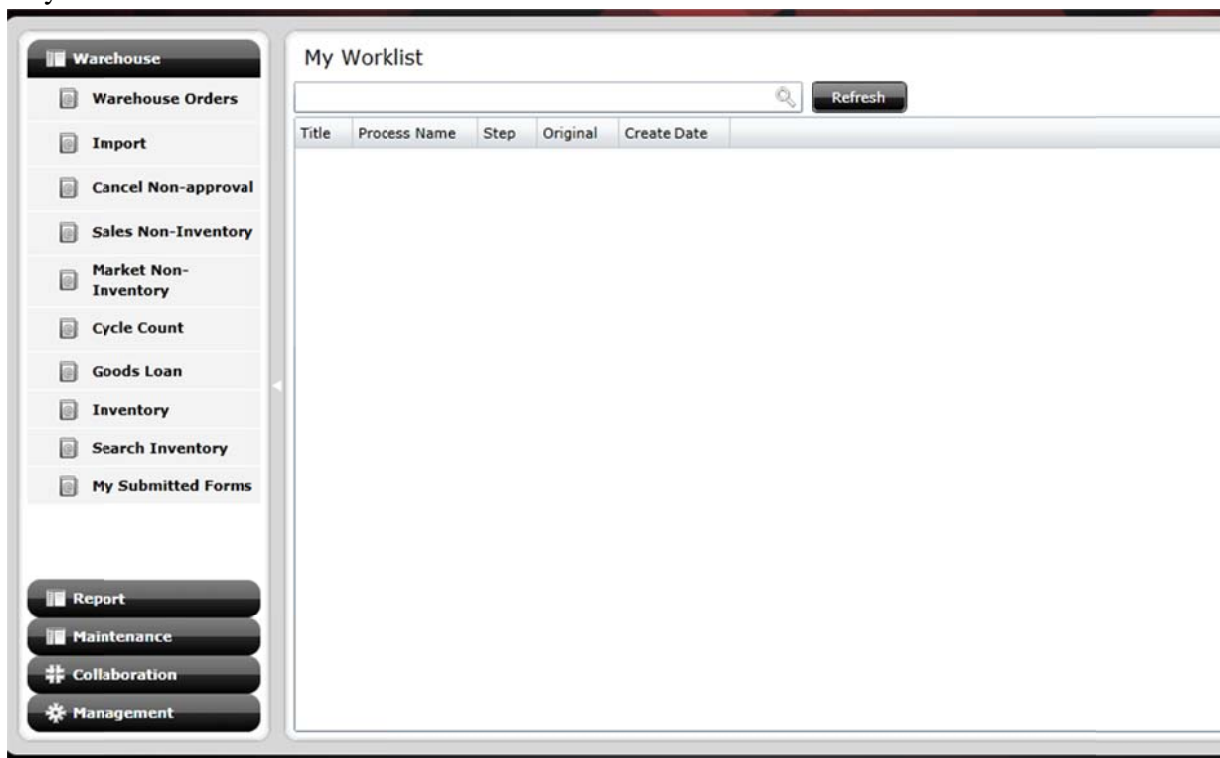 Warehouse
Warehouse Orders
Import
Cancel Non-approval
Sales Non-Inventory
Market Non-
Inventory
Cycle Count
Goods Loan
Inventory
Search Inventory
My Submitted Forms
Report
Maintenance
Collaboration
Management
My Worklist
Refresh
Title Process Name Step Original Create Date